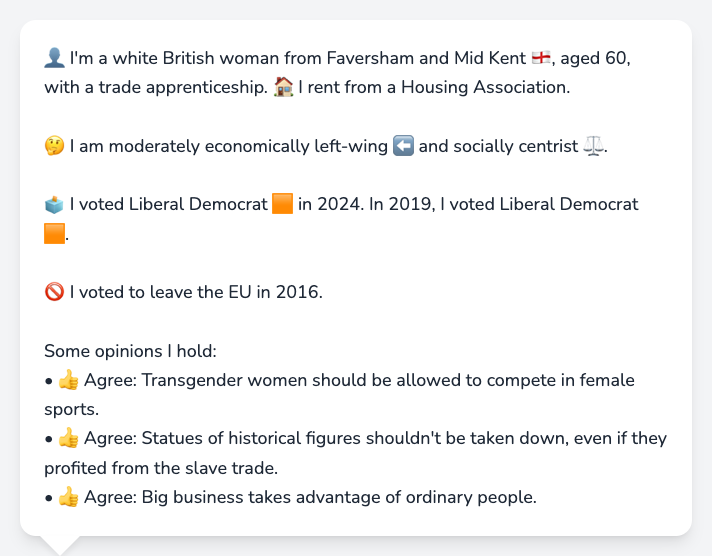 👤 I'm a white British woman from Faversham and Mid Kent 🏴󠁧󠁢󠁥󠁮󠁧󠁿, aged 60,
with a trade apprenticeship. 🏠 I rent from a Housing Association.
🤔 I am moderately economically left-wing ⬅️ and socially centrist ⚖️.
🗳️ I voted Liberal Democrat 🟧 in 2024. In 2019, I voted Liberal Democrat
🟧.
🚫 I voted to leave the EU in 2016.
Some opinions I hold:
• 👍 Agree: Transgender women should be allowed to compete in female
sports.
• 👍 Agree: Statues of historical figures shouldn't be taken down, even if they
profited from the slave trade.
• 👍 Agree: Big business takes advantage of ordinary people.